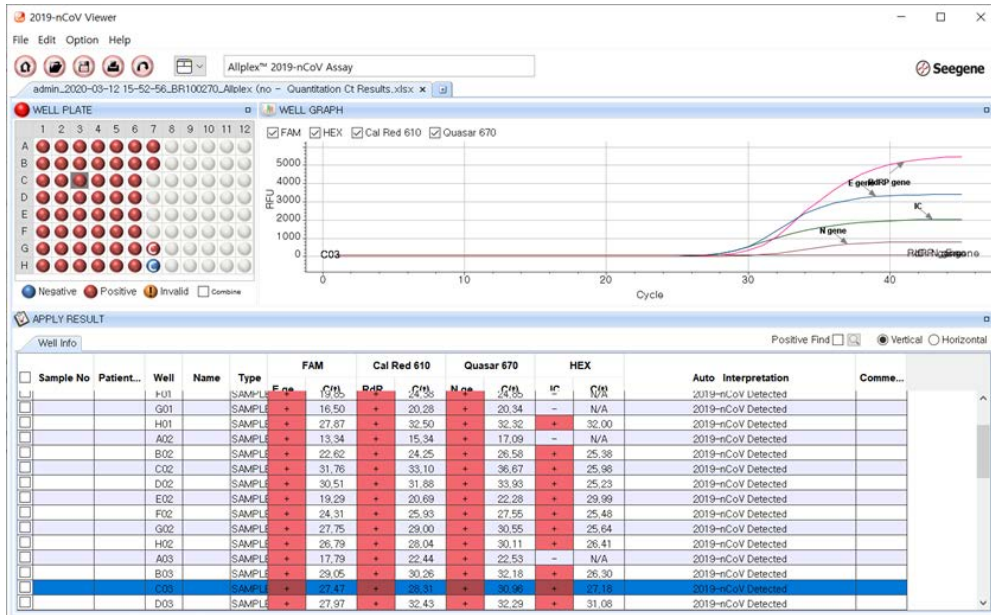 2019-nCoV Viewer
File Edit Option Help
Allplex™ 2019-nCoV Assay
Seegene
admin_2020-03-12 15-52-56_BR100270_Allplex (no - Quantitation Ct Results.xlsx x
WELL PLATE
WELL GRAPH
1 2 3 4 5 6 7 8 9 10 11 12
A
B
C
D
E
F
G C
H C
Negative Positive Invalid Combine
FAM HEX Cal Red 610 Quasar 670
RFU
5000
4000
3000
2000
1000
0
C03
E gene RdRP gene
IC
N gene
0 10 20 30 40
Cycle
APPLY RESULT
Well Info
Positive Find Vertical Horizontal
Sample No Patient... Well Name Type FAM Cal Red 610 Quasar 670 HEX Auto Interpretation Comme...
E ge... C(t) RdR... C(t) N ge... C(t) IC C(t)
F01 SAMPLE + 19,65 + 24,38 + 24,65 - N/A 2019-nCoV Detected
G01 SAMPLE + 16,50 + 20,28 + 20,34 - N/A 2019-nCoV Detected
H01 SAMPLE + 27,87 + 32,50 + 32,32 + 32,00 2019-nCoV Detected
A02 SAMPLE + 13,34 + 15,34 + 17,09 - N/A 2019-nCoV Detected
B02 SAMPLE + 22,62 + 24,25 + 26,58 + 25,38 2019-nCoV Detected
C02 SAMPLE + 31,76 + 33,10 + 36,67 + 25,98 2019-nCoV Detected
D02 SAMPLE + 30,51 + 31,88 + 33,93 + 25,23 2019-nCoV Detected
E02 SAMPLE + 19,29 + 20,69 + 22,28 + 29,99 2019-nCoV Detected
F02 SAMPLE + 24,31 + 25,93 + 27,55 + 25,48 2019-nCoV Detected
G02 SAMPLE + 27,75 + 29,00 + 30,55 + 25,64 2019-nCoV Detected
H02 SAMPLE + 26,79 + 28,04 + 30,11 + 26,41 2019-nCoV Detected
A03 SAMPLE + 17,79 + 22,44 + 22,53 - N/A 2019-nCoV Detected
B03 SAMPLE + 29,05 + 30,26 + 32,18 + 26,30 2019-nCoV Detected
C03 SAMPLE + 27,47 + 28,31 + 30,96 + 27,18 2019-nCoV Detected
D03 SAMPLE + 27,97 + 32,43 + 32,29 + 31,08 2019-nCoV Detected